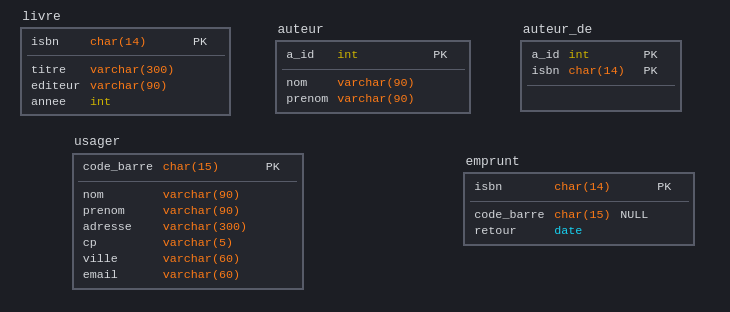 livre
isbn char(14) PK
titre varchar(300)
editeur varchar(90)
annee int
auteur
a_id int PK
nom varchar(90)
prenom varchar(90)
auteur_de
a_id int PK
isbn char(14) PK
usager
code_barre char(15) PK
nom varchar(90)
prenom varchar(90)
adresse varchar(300)
cp varchar(5)
ville varchar(60)
email varchar(60)
emprunt
isbn char(14) PK
code_barre char(15) NULL
retour date